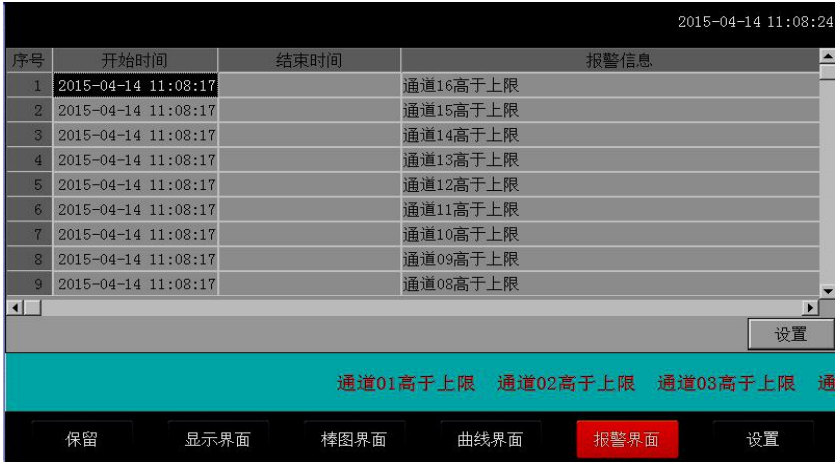 2015-04-14 11:08:24
序号 开始时间 结束时间 报警信息
1 2015-04-14 11:08:17 通道16高于上限
2 2015-04-14 11:08:17 通道15高于上限
3 2015-04-14 11:08:17 通道14高于上限
4 2015-04-14 11:08:17 通道13高于上限
5 2015-04-14 11:08:17 通道12高于上限
6 2015-04-14 11:08:17 通道11高于上限
7 2015-04-14 11:08:17 通道10高于上限
8 2015-04-14 11:08:17 通道09高于上限
9 2015-04-14 11:08:17 通道08高于上限
设置
通道01高于上限 通道02高于上限 通道03高于上限 通
保留 显示界面 棒图界面 曲线界面 报警界面 设置